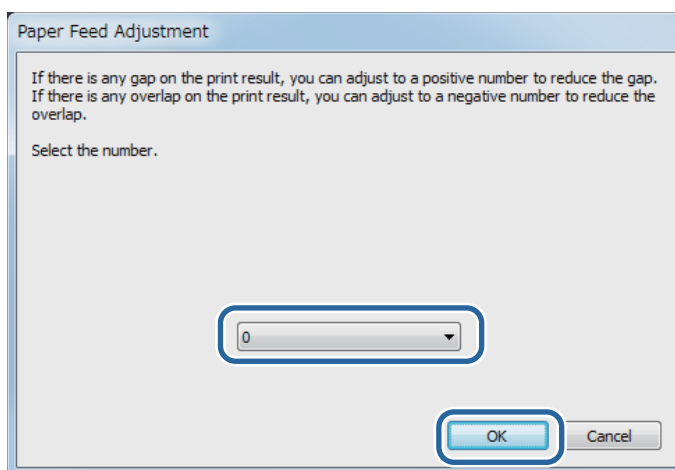 Paper Feed Adjustment
If there is any gap on the print result, you can adjust to a positive number to reduce the gap.
If there is any overlap on the print result, you can adjust to a negative number to reduce the
overlap.
Select the number.
0
OK Cancel